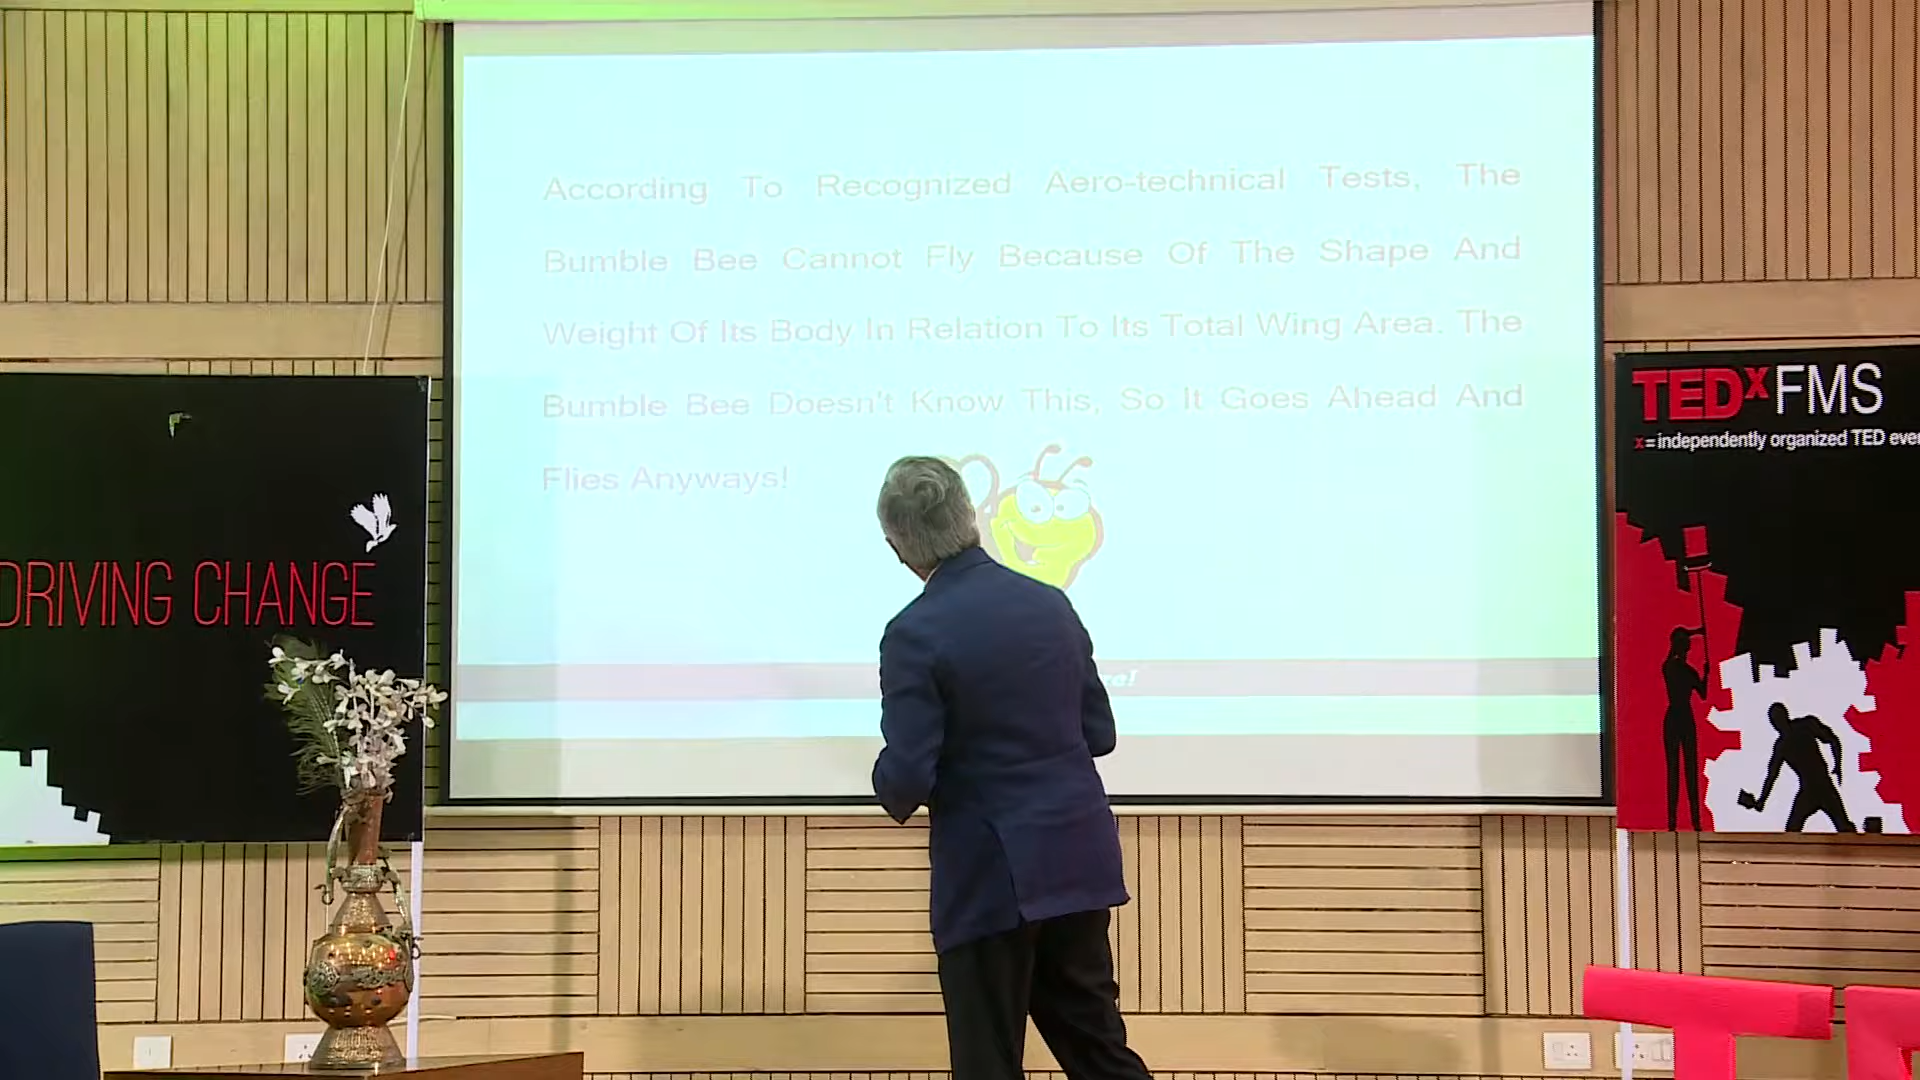 According To Recognized Aero-technical Tests, The
Bumble Bee Cannot Fly Because Of The Shape And
Weight Of Its Body In Relation To Its Total Wing Area. The
Bumble Bee Doesn't Know This, So It Goes Ahead And
Flies Anyways!
DRIVING CHANGE
TEDx FMS
x=independently organized TED